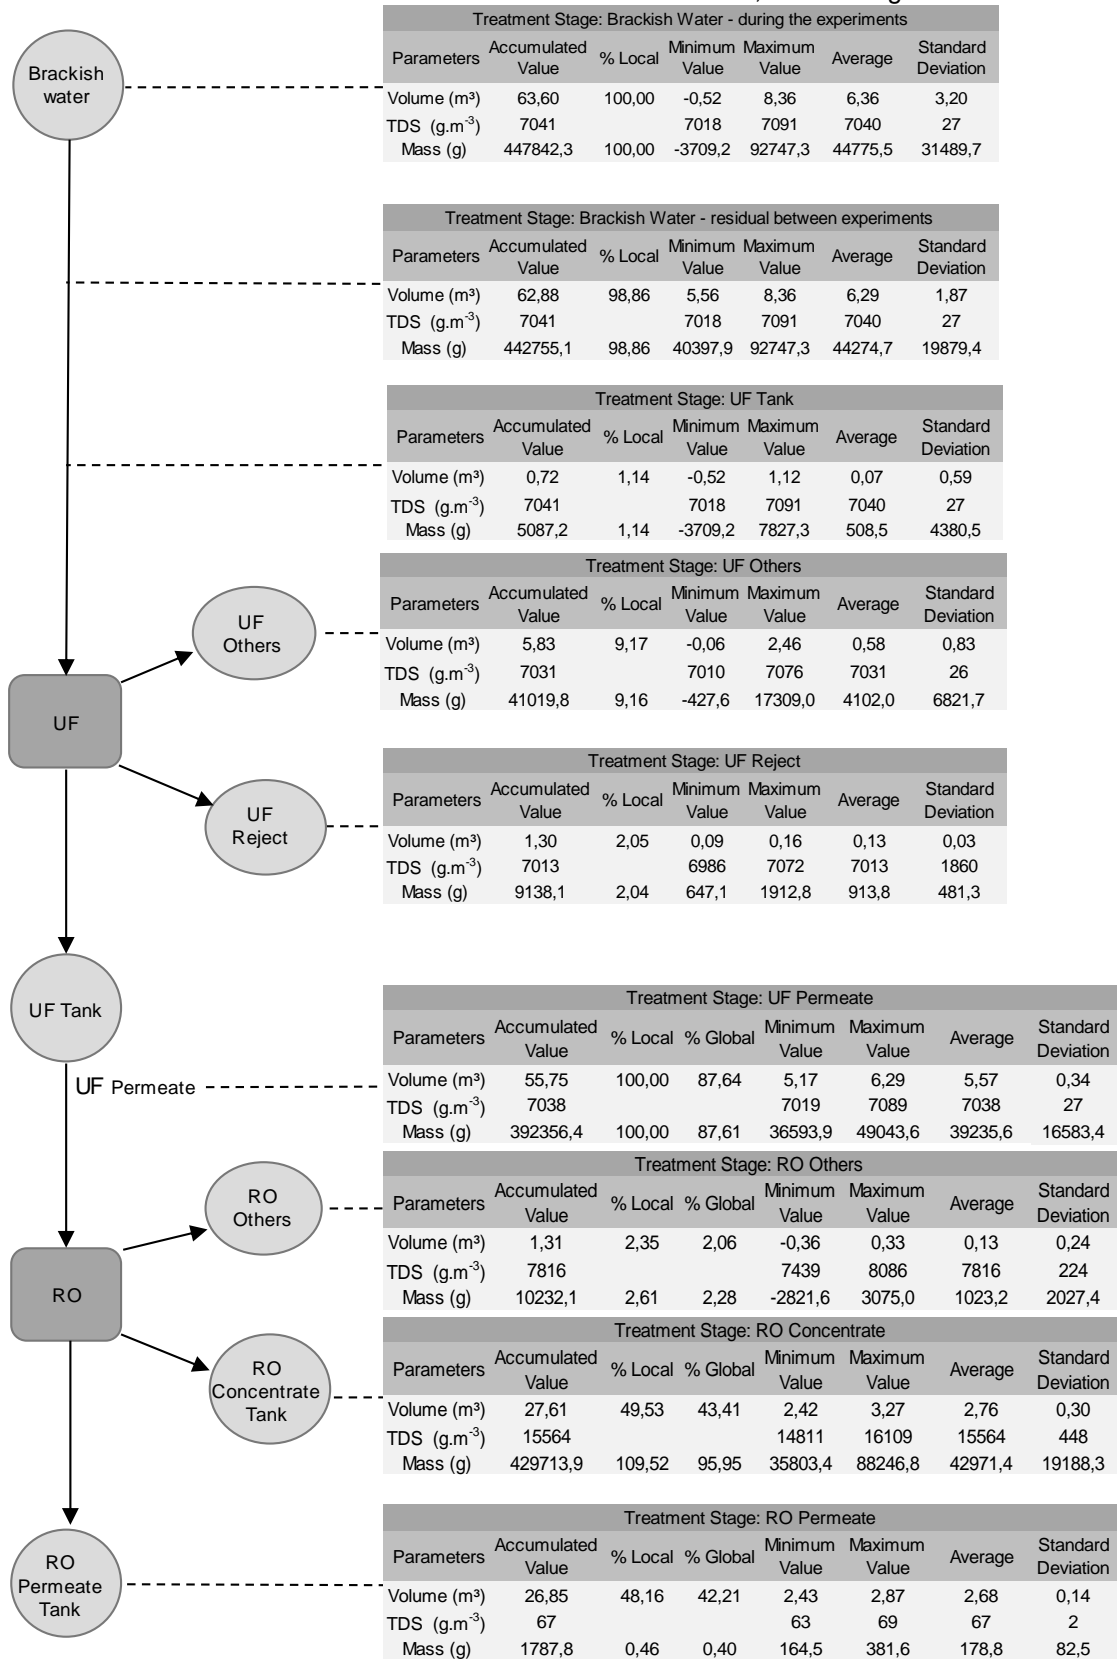 Treatment Stage: Brackish Water - during the experiments
Parameters Accumulated Value % Local Minimum Value Maximum Value Average Standard Deviation
Volume (m³) 63,60 100,00 -0,52 8,36 6,36 3,20
TDS (g.m-3) 7041 7018 7091 7040 27
Mass (g) 447842,3 100,00 -3709,2 92747,3 44775,5 31489,7
Brackish
water
Treatment Stage: Brackish Water - residual between experiments
Parameters Accumulated Value % Local Minimum Value Maximum Value Average Standard Deviation
Volume (m³) 62,88 98,86 5,56 8,36 6,29 1,87
TDS (g.m-3) 7041 7018 7091 7040 27
Mass (g) 442755,1 98,86 40397,9 92747,3 44274,7 19879,4
Treatment Stage: UF Tank
Parameters Accumulated Value % Local Minimum Value Maximum Value Average Standard Deviation
Volume (m³) 0,72 1,14 -0,52 1,12 0,07 0,59
TDS (g.m-3) 7041 7018 7091 7040 27
Mass (g) 5087,2 1,14 -3709,2 7827,3 508,5 4380,5
Treatment Stage: UF Others
Parameters Accumulated Value % Local Minimum Value Maximum Value Average Standard Deviation
Volume (m³) 5,83 9,17 -0,06 2,46 0,58 0,83
TDS (g.m-3) 7031 7010 7076 7031 26
Mass (g) 41019,8 9,16 -427,6 17309,0 4102,0 6821,7
UF
Others
UF
Treatment Stage: UF Reject
Parameters Accumulated Value % Local Minimum Value Maximum Value Average Standard Deviation
Volume (m³) 1,30 2,05 0,09 0,16 0,13 0,03
TDS (g.m-3) 7013 6986 7072 7013 1860
Mass (g) 9138,1 2,04 647,1 1912,8 913,8 481,3
UF
Reject
UF Tank
UF Permeate
Treatment Stage: UF Permeate
Parameters Accumulated Value % Local % Global Minimum Value Maximum Value Average Standard Deviation
Volume (m³) 55,75 100,00 87,64 5,17 6,29 5,57 0,34
TDS (g.m-3) 7038 7019 7089 7038 27
Mass (g) 392356,4 100,00 87,61 36593,9 49043,6 39235,6 16583,4
Treatment Stage: RO Others
Parameters Accumulated Value % Local % Global Minimum Value Maximum Value Average Standard Deviation
Volume (m³) 1,31 2,35 2,06 -0,36 0,33 0,13 0,24
TDS (g.m-3) 7816 7439 8086 7816 224
Mass (g) 10232,1 2,61 2,28 -2821,6 3075,0 1023,2 2027,4
RO
Others
RO
Treatment Stage: RO Concentrate
Parameters Accumulated Value % Local % Global Minimum Value Maximum Value Average Standard Deviation
Volume (m³) 27,61 49,53 43,41 2,42 3,27 2,76 0,30
TDS (g.m-3) 15564 14811 16109 15564 448
Mass (g) 429713,9 109,52 95,95 35803,4 88246,8 42971,4 19188,3
RO
Concentrate
Tank
Treatment Stage: RO Permeate
Parameters Accumulated Value % Local % Global Minimum Value Maximum Value Average Standard Deviation
Volume (m³) 26,85 48,16 42,21 2,43 2,87 2,68 0,14
TDS (g.m-3) 67 63 69 67 2
Mass (g) 1787,8 0,46 0,40 164,5 381,6 178,8 82,5
RO
Permeate
Tank